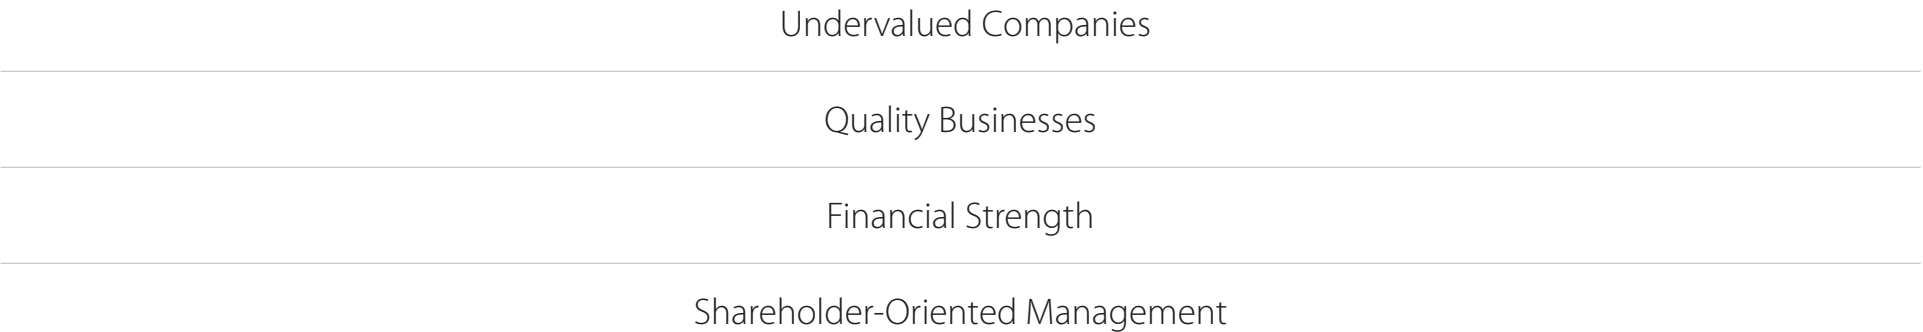 Undervalued Companies
Quality Businesses
Financial Strength
Shareholder-Oriented Management